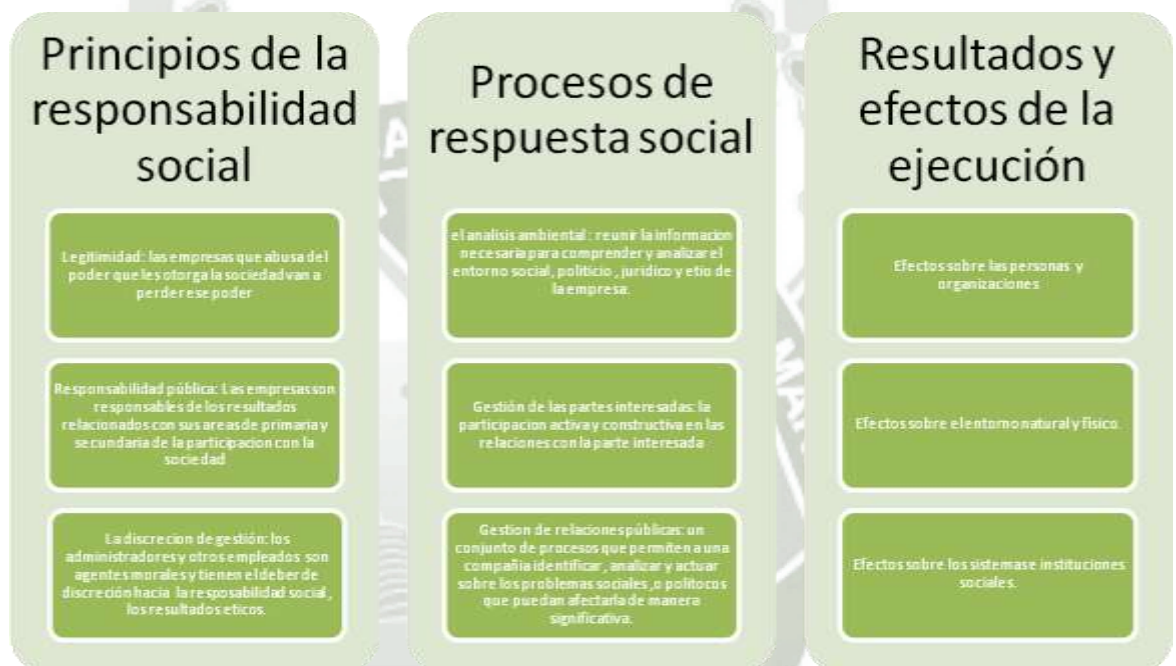 Principios de la
responsabilidad
social
Legitimidad: las empresas que abusa del
poder que les otorga la sociedad van a
perder ese poder
Responsabilidad pública: Las empresas son
responsables de los resultados
relacionados con sus areas de primaria y
secundaria de la participacion con la
sociedad
La discrecion de gestión: los
administradores y otros empleados son
agentes morales y tienen el deber de
discreción hacia la resposabilidad social,
los resultados eticos.
Procesos de
respuesta social
el analisis ambiental : reunir la informacion
necesaria para comprender y analizar el
entorno social, politicio, juridico y etio de
la empresa.
Gestión de las partes interesadas: la
participacion activa y constructiva en las
relaciones con la parte interesada
Gestion de relaciones públicas: un
conjunto de procesos que permiten a una
compañia identificar, analizar y actuar
sobre los problemas sociales ,o politocos
que puedan afectarla de manera
significativa.
Resultados y
efectos de la
ejecución
Efectos sobre las personas y
organizaciones
Efectos sobre el entorno natural y fisico.
Efectos sobre los sistemas e instituciones
sociales.